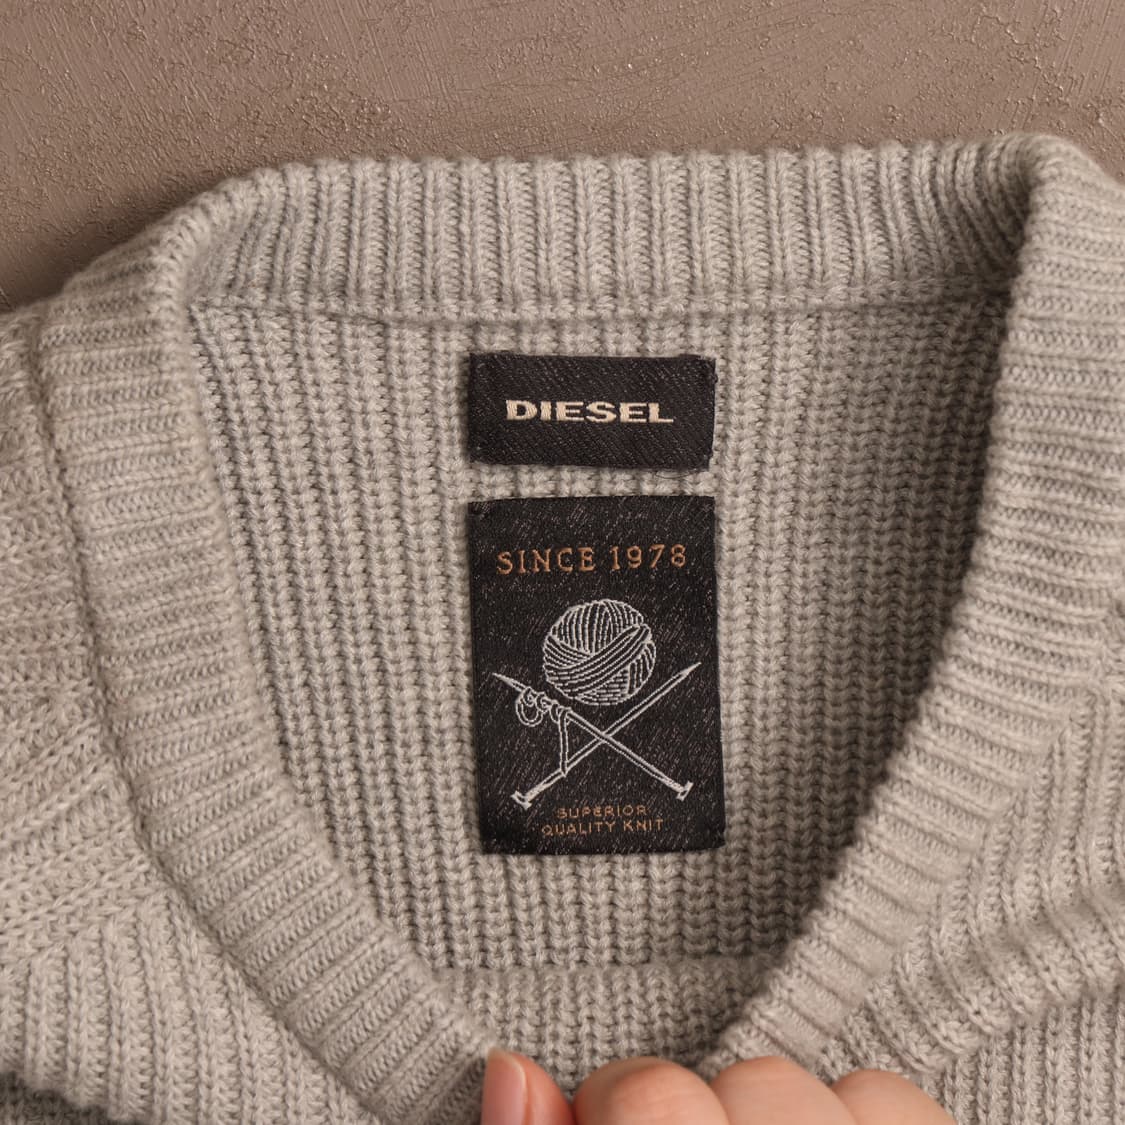 DIESEL
SINCE 1978
SUPERIOR
QUALITY KNIT